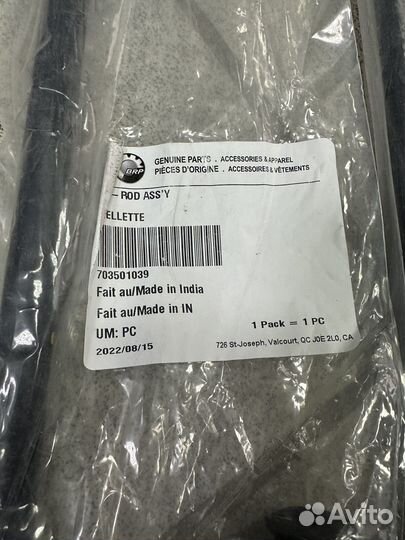 BRP
GENUINE PARTS . ACCESSORIES & APPAREL
PIÈCES D'ORIGINE . ACCESSOIRES & VÊTEMENTS
- ROD ASS'Y
ELLETTE
703501039
Fait au/Made in India
Fait au/Made in IN
UM: PC
1 Pack = 1 PC
2022/08/15
726 St-Joseph, Valcourt, QC J0E 2L0, CA
Avito